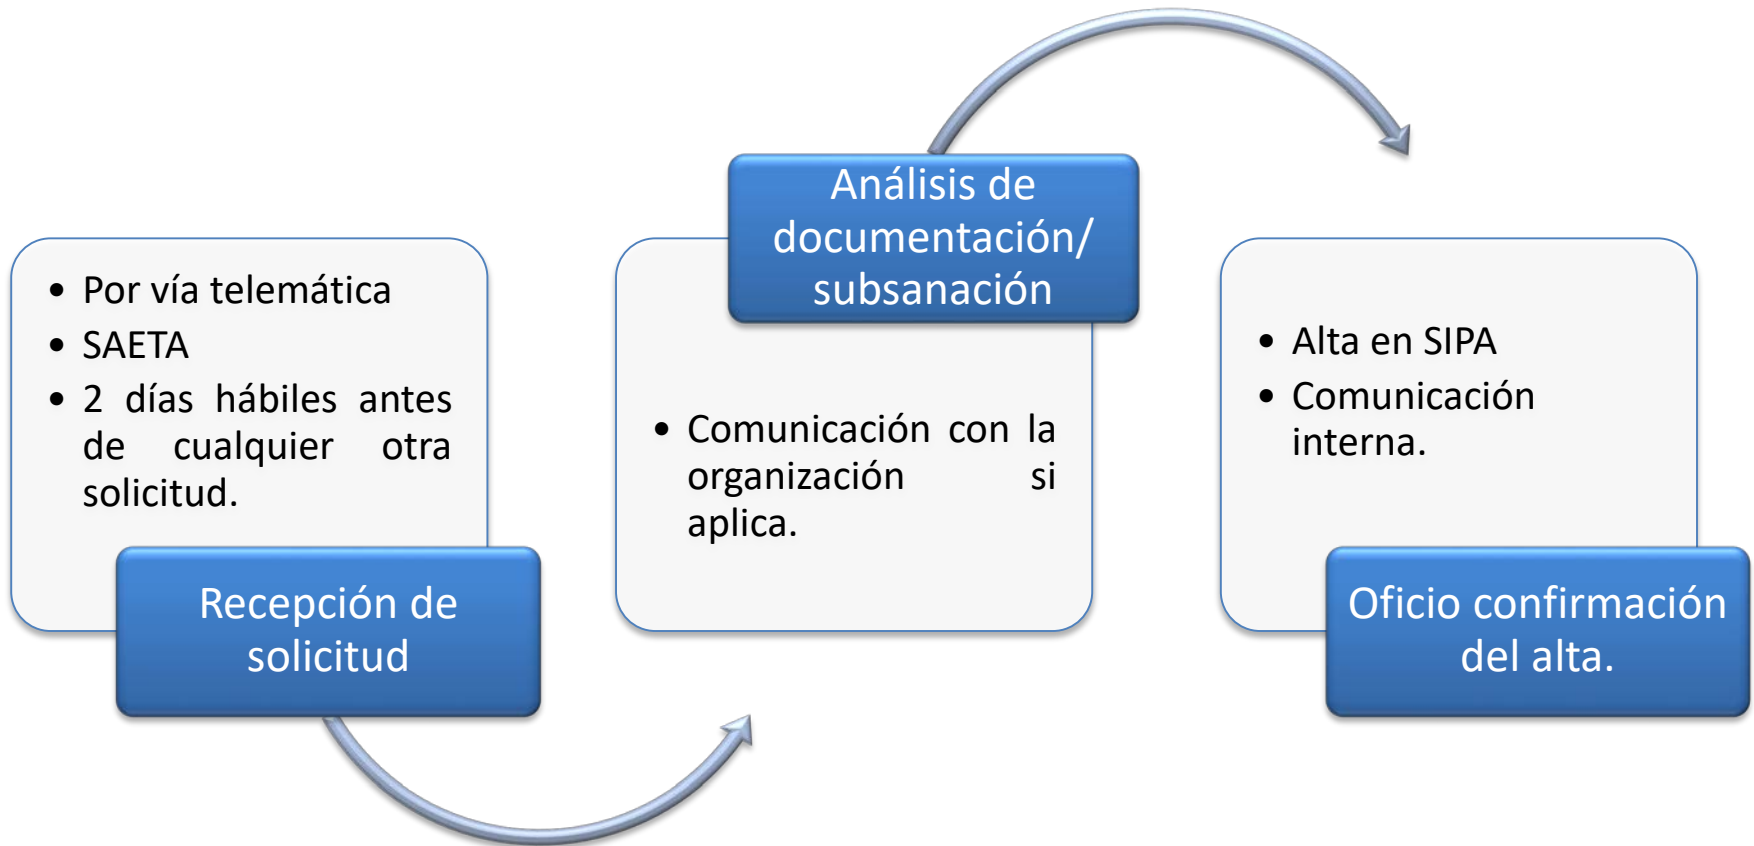 • Por vía telemática
• SAETA
• 2 días hábiles antes
de cualquier otra
solicitud.
Recepción de
solicitud
Análisis de
documentación/
subsanación
• Comunicación con la
organización si
aplica.
• Alta en SIPA
• Comunicación
interna.
Oficio confirmación
del alta.